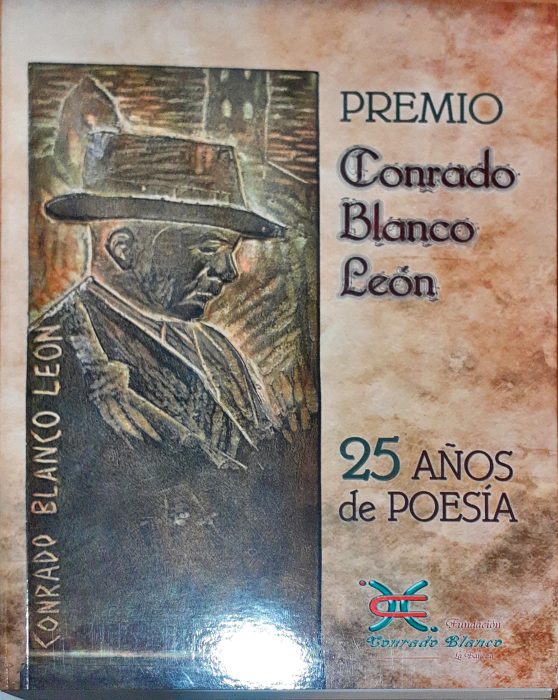 PREMIO
Conrado
Blanco
León
CONRADO BLANCO LEON
25 AÑOS
de POESÍA
Fundación
Conrado Blanco